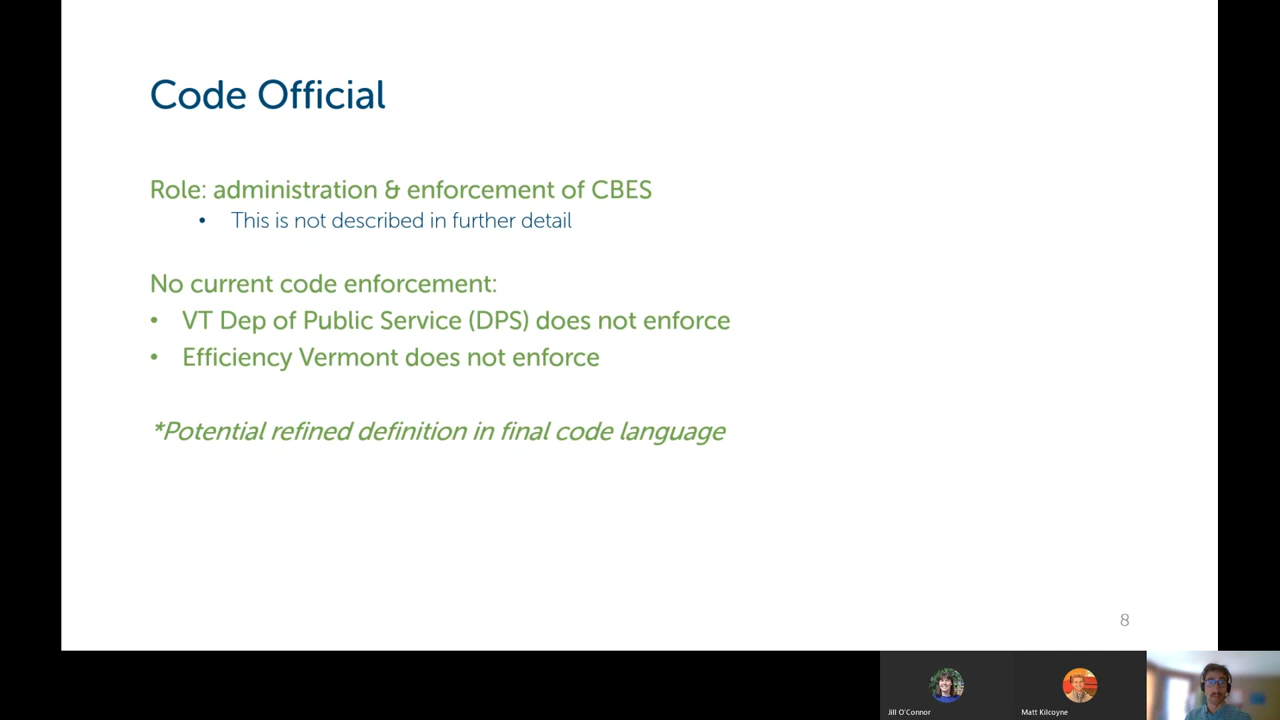 Code Official
Role: administration & enforcement of CBES
• This is not described in further detail
No current code enforcement:
• VT Dep of Public Service (DPS) does not enforce
• Efficiency Vermont does not enforce
*Potential refined definition in final code language
8
Jill O'Connor
Matt Kilcoyne